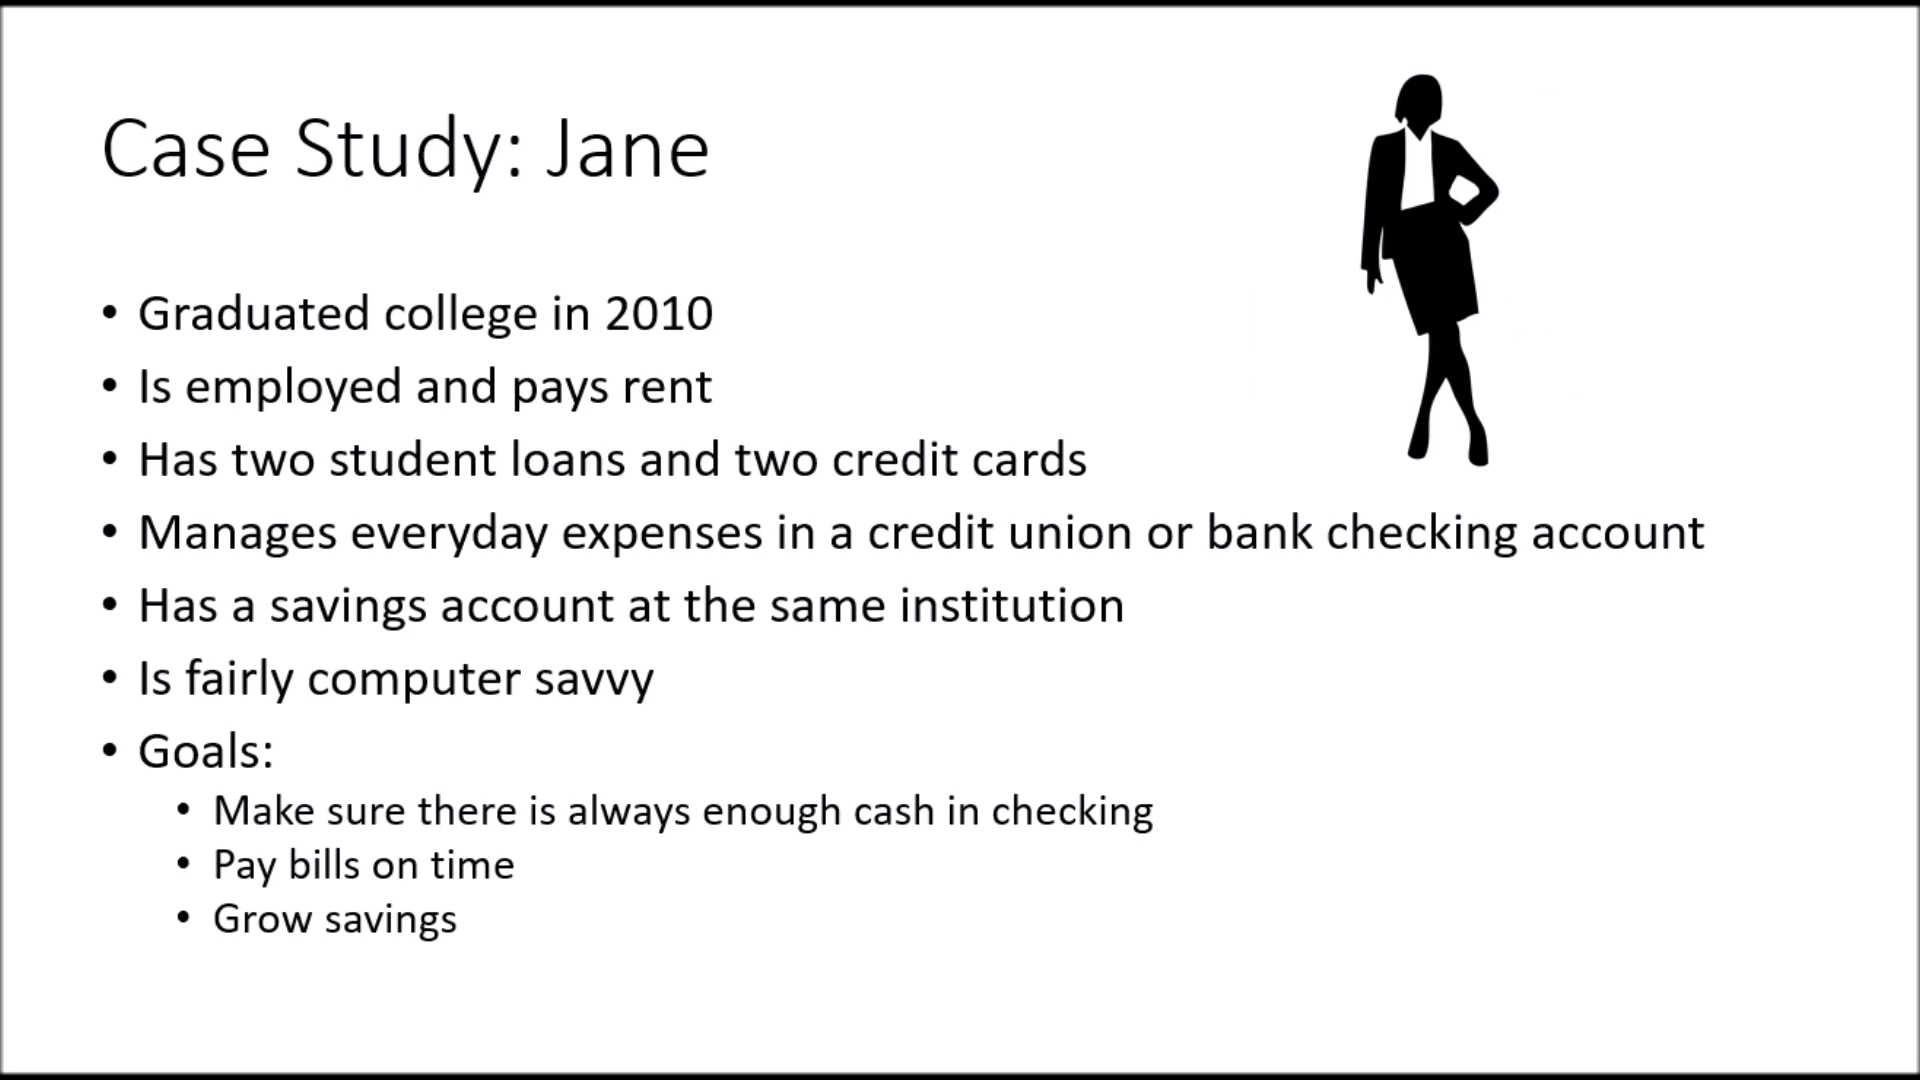 Case Study: Jane
• Graduated college in 2010
• Is employed and pays rent
• Has two student loans and two credit cards
• Manages everyday expenses in a credit union or bank checking account
• Has a savings account at the same institution
• Is fairly computer savvy
• Goals:
• Make sure there is always enough cash in checking
• Pay bills on time
• Grow savings